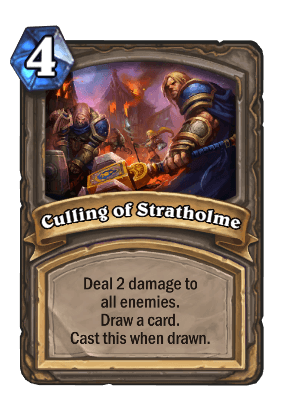 4
Culling of Stratholme
Deal 2 damage to
all enemies.
Draw a card.
Cast this when drawn.